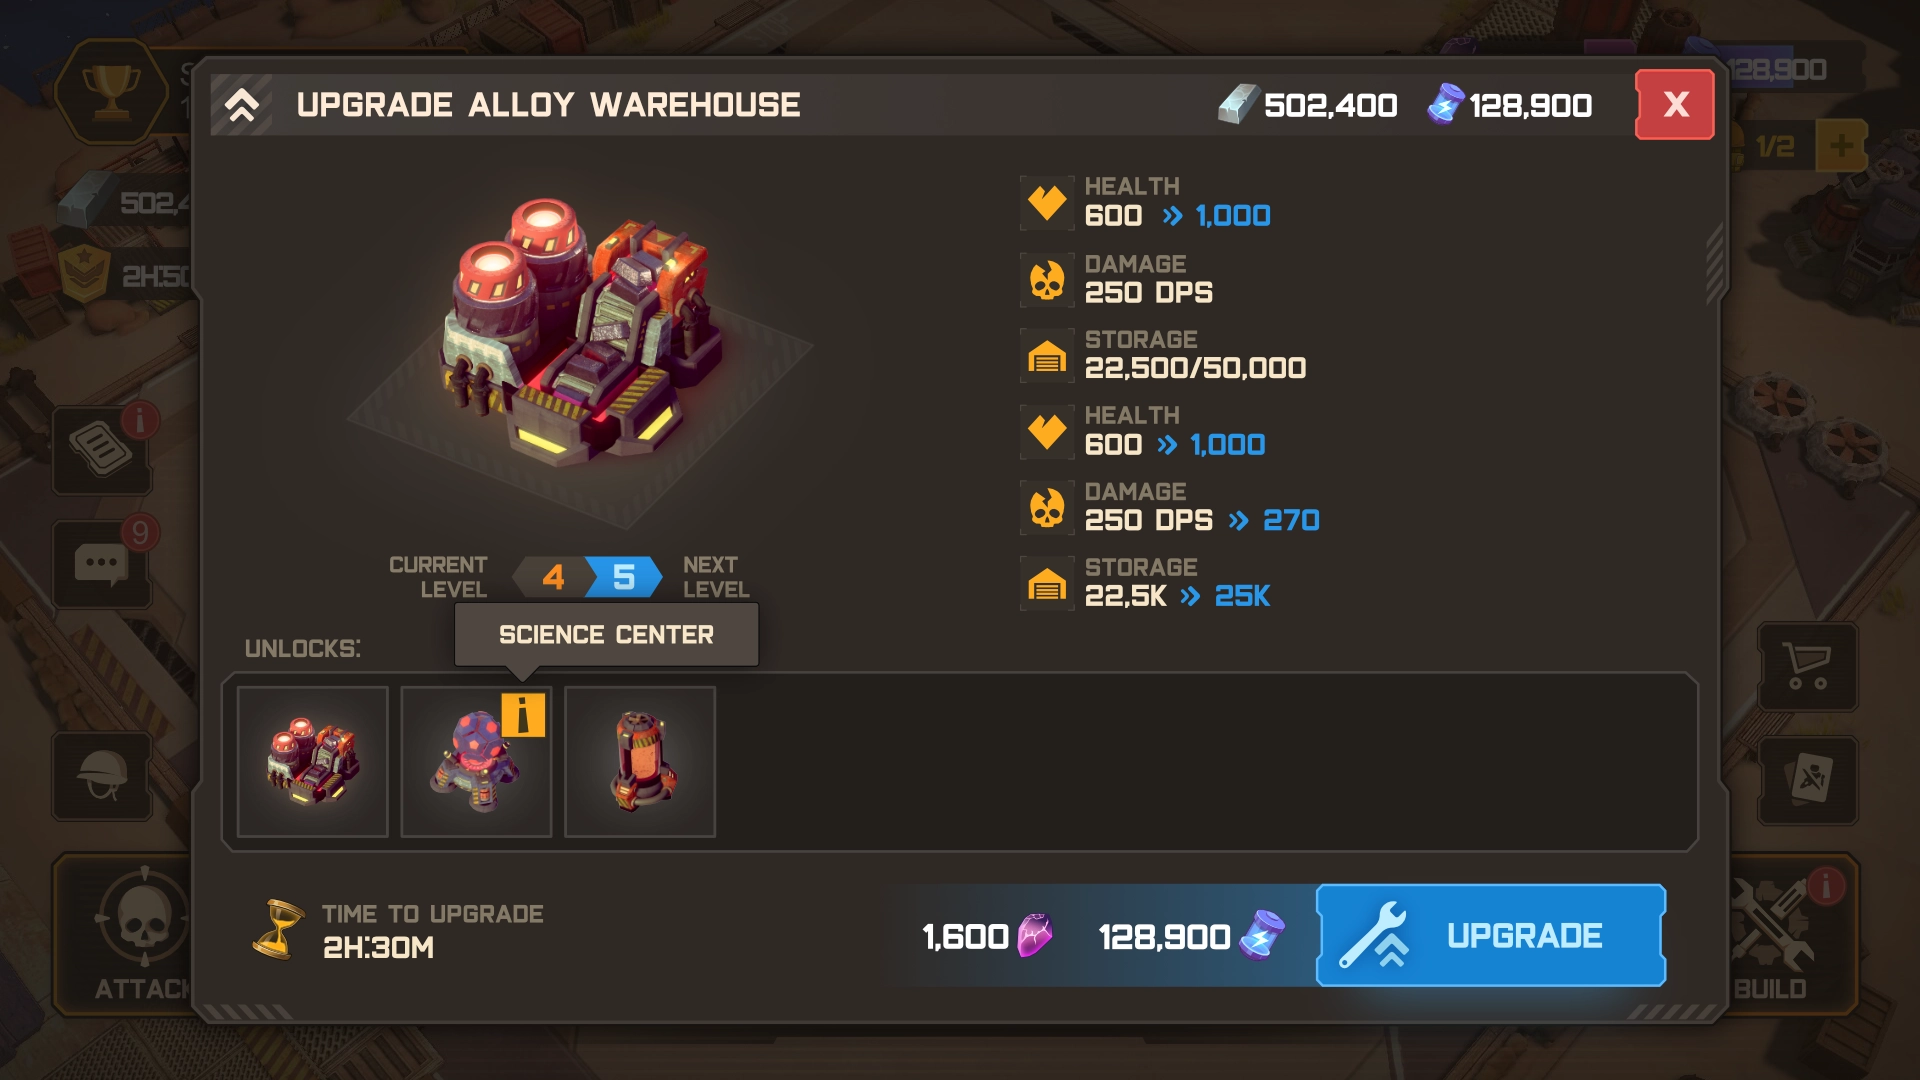 UPGRADE ALLOY WAREHOUSE
502,400
128,900
X
128,900
1/2
+
502,4
2H:50
HEALTH
600 » 1,000
DAMAGE
250 DPS
STORAGE
22,500/50,000
HEALTH
600 » 1,000
DAMAGE
250 DPS » 270
STORAGE
22,5K » 25K
CURRENT LEVEL
4
5
NEXT LEVEL
SCIENCE CENTER
UNLOCKS:
i
i
9
TIME TO UPGRADE
2H:30M
1,600
128,900
UPGRADE
ATTACK
i
BUILD